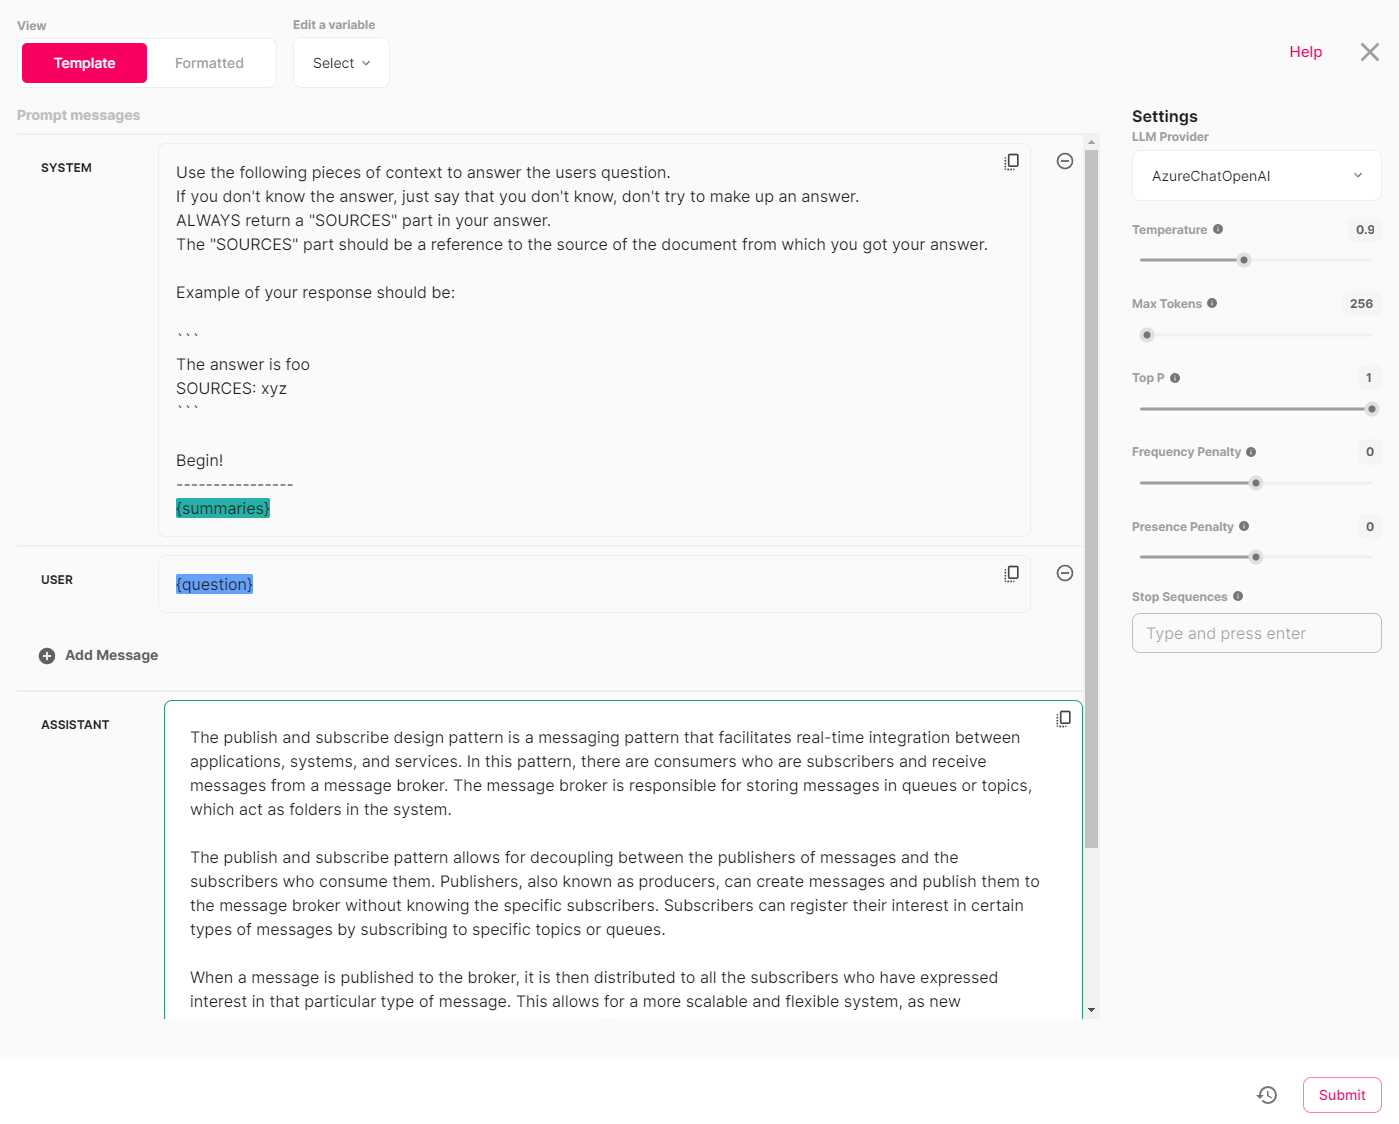 View
Edit a variable
Template
Formatted
Select
Help
Prompt messages
SYSTEM
Use the following pieces of context to answer the users question.
If you don't know the answer, just say that you don't know, don't try to make up an answer.
ALWAYS return a "SOURCES" part in your answer.
The "SOURCES" part should be a reference to the source of the document from which you got your answer.
Example of your response should be:
```
The answer is foo
SOURCES: xyz
```
Begin!
----------------
{summaries}
USER
{question}
Add Message
ASSISTANT
The publish and subscribe design pattern is a messaging pattern that facilitates real-time integration between
applications, systems, and services. In this pattern, there are consumers who are subscribers and receive
messages from a message broker. The message broker is responsible for storing messages in queues or topics,
which act as folders in the system.
The publish and subscribe pattern allows for decoupling between the publishers of messages and the
subscribers who consume them. Publishers, also known as producers, can create messages and publish them to
the message broker without knowing the specific subscribers. Subscribers can register their interest in certain
types of messages by subscribing to specific topics or queues.
When a message is published to the broker, it is then distributed to all the subscribers who have expressed
interest in that particular type of message. This allows for a more scalable and flexible system, as new
Settings
LLM Provider
AzureChatOpenAI
Temperature
0.9
Max Tokens
256
Top P
1
Frequency Penalty
0
Presence Penalty
0
Stop Sequences
Type and press enter
Submit